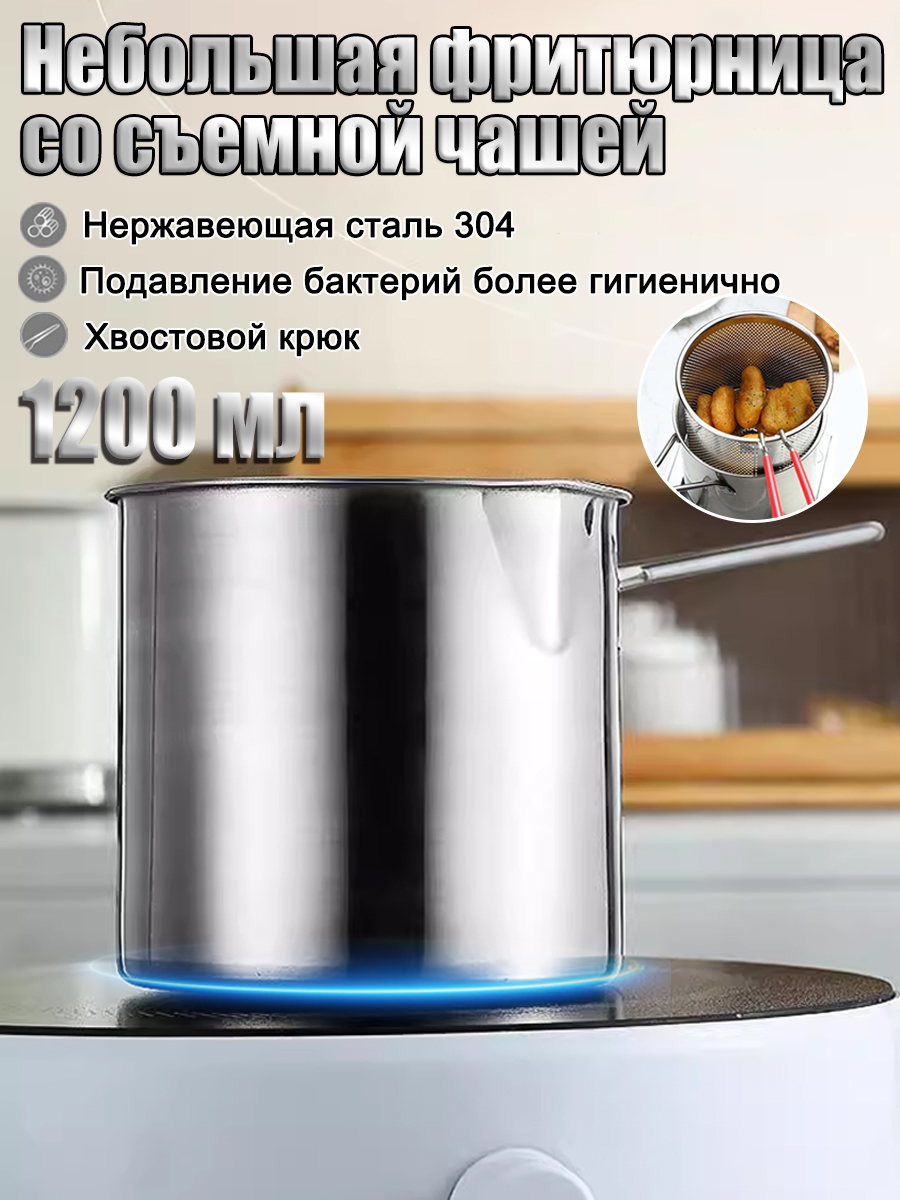 Небольшая фритюрница
со съемной чашей
Нержавеющая сталь 304
Подавление бактерий более гигиенично
Хвостовой крюк
1200 мл